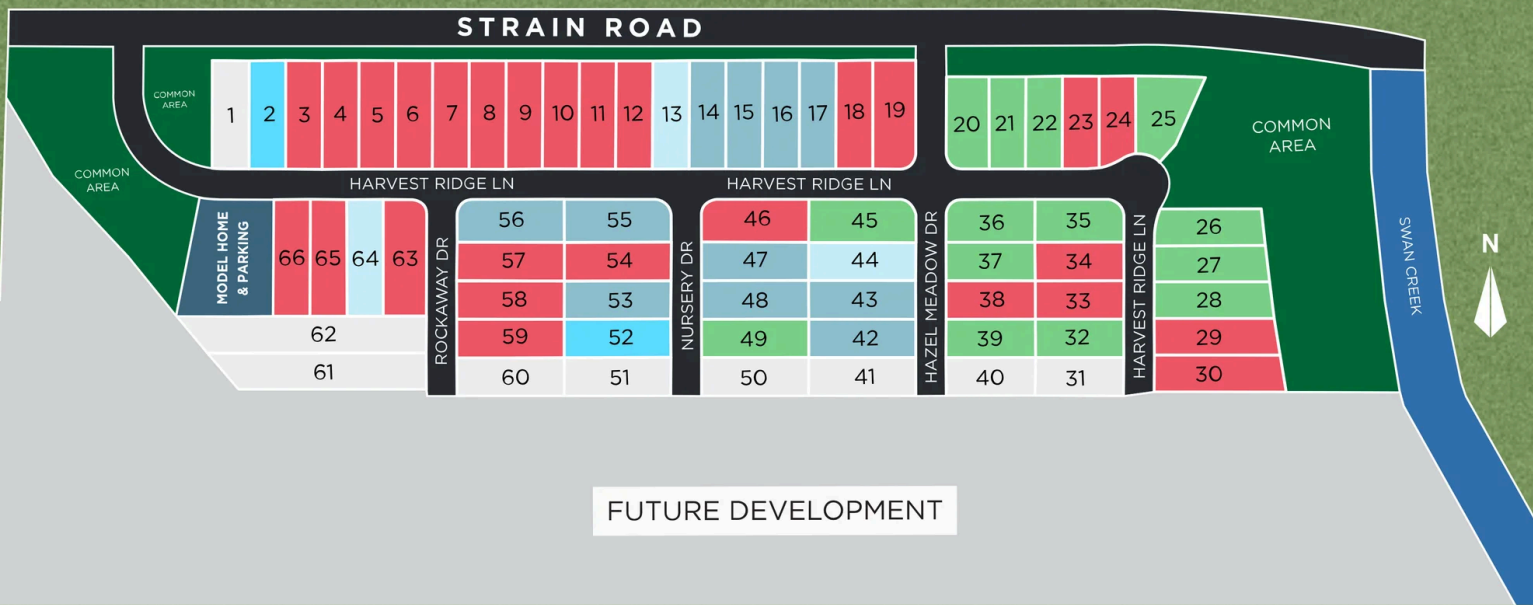 STRAIN ROAD
COMMON
AREA
1 2 3 4 5 6 7 8 9 10 11 12 13 14 15 16 17 18 19
20 21 22 23 24 25
COMMON
AREA
COMMON
AREA
HARVEST RIDGE LN
HARVEST RIDGE LN
MODEL HOME
& PARKING
66 65 64 63
62
61
ROCKAWAY DR
56 55
57 54
58 53
59 52
60 51
NURSERY DR
46 45
47 44
48 43
49 42
50 41
HAZEL MEADOW DR
36 35
37 34
38 33
39 32
40 31
HARVEST RIDGE LN
26
27
28
29
30
SWAN CREEK
N
FUTURE DEVELOPMENT